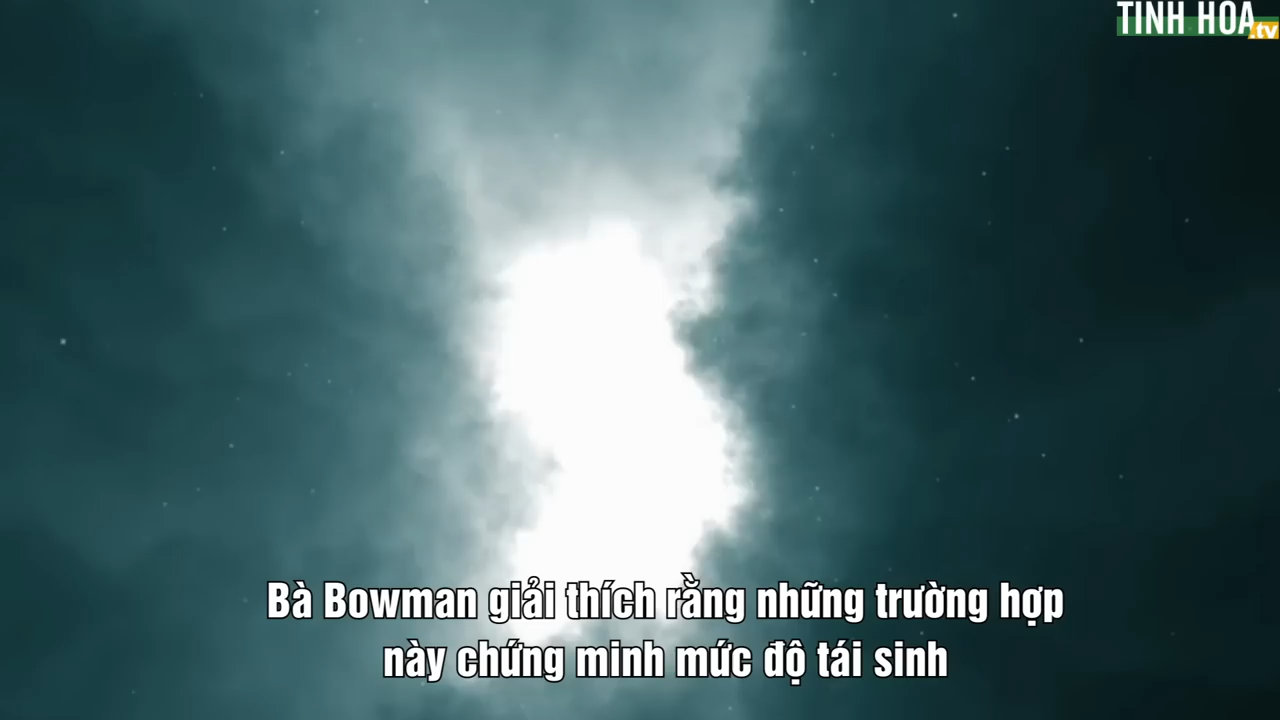 TINH HOA
.tv
Bà Bowman giải thích rằng những trường hợp
này chứng minh mức độ tái sinh